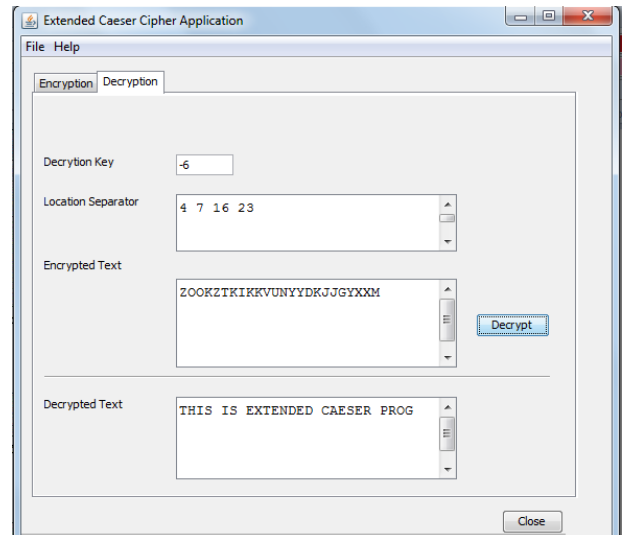 Extended Caeser Cipher Application
File Help
Encryption Decryption
Decrytion Key
-6
Location Separator
4 7 16 23
Encrypted Text
ZOOKZTKIKKVUNYYDKJJGYXXM
Decrypt
Decrypted Text
THIS IS EXTENDED CAESER PROG
Close